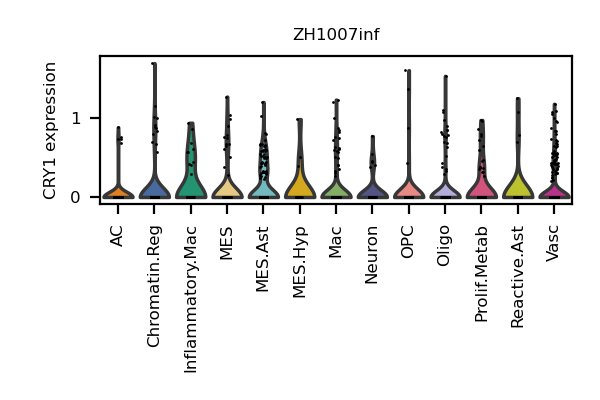 ZH1007inf
CRY1 expression
1
0
AC
Chromatin.Reg
Inflammatory.Mac
MES
MES.Ast
MES.Hyp
Mac
Neuron
OPC
Oligo
Prolif.Metab
Reactive.Ast
Vasc